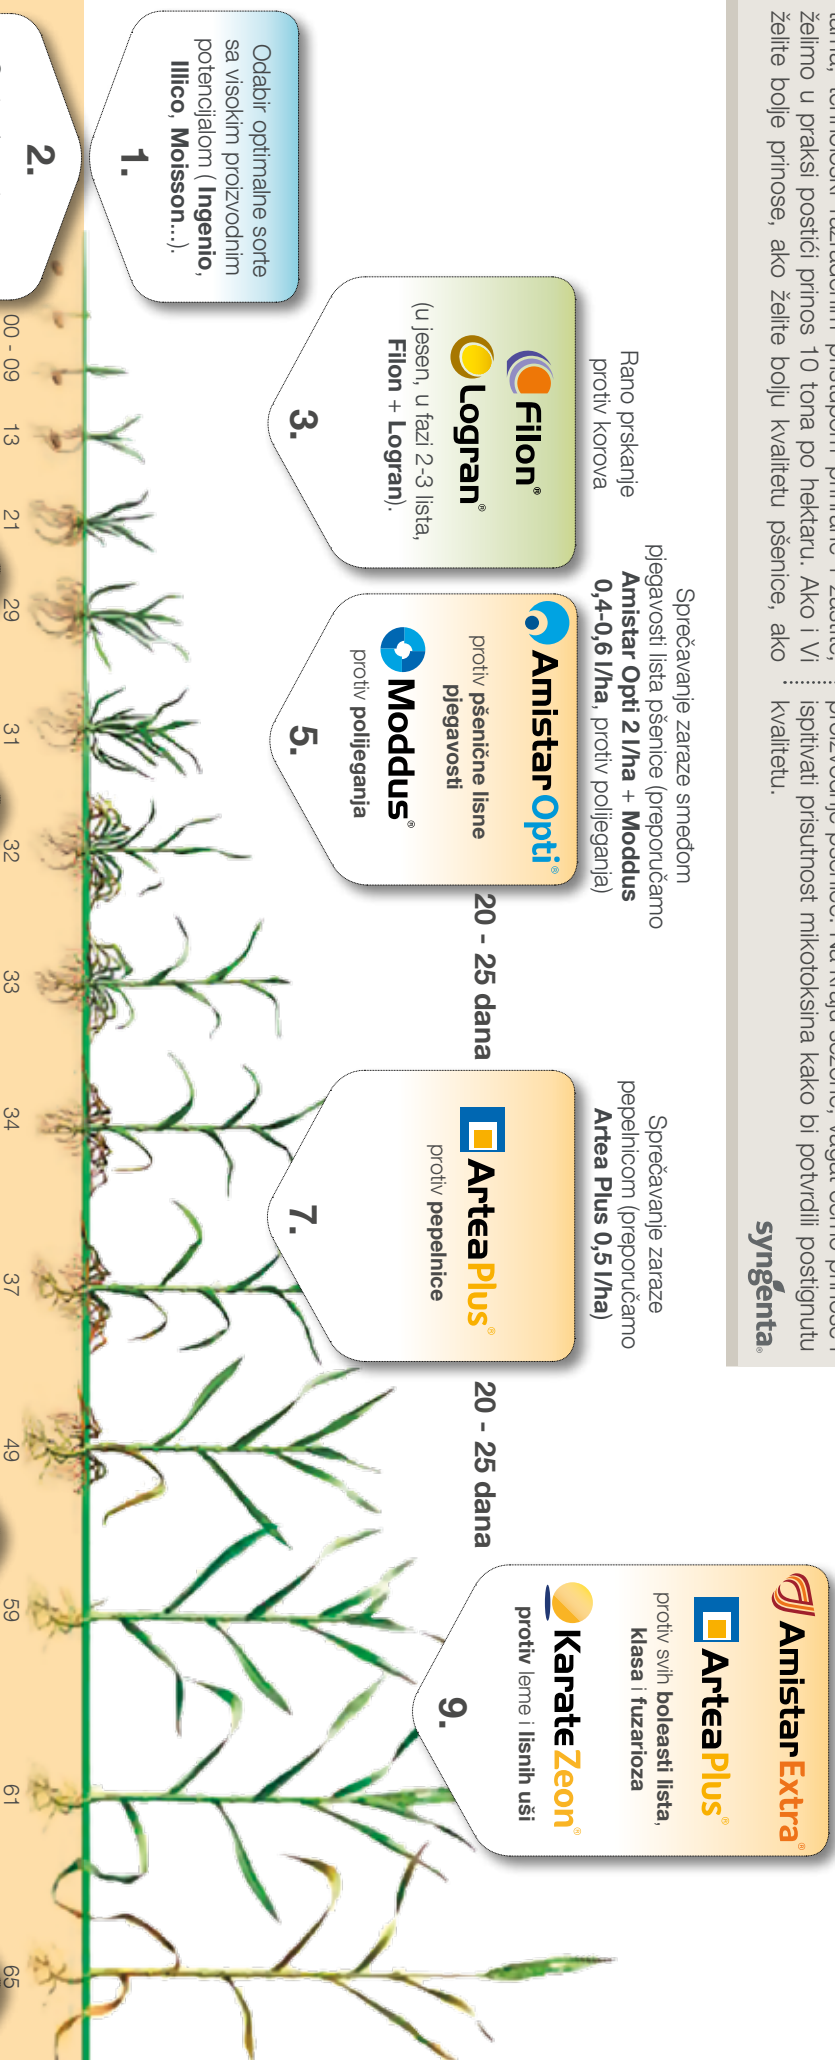 želimo u praksi postići prinos 10 tona po hektaru. Ako i Vi
želite bolje prinose, ako želite bolju kvalitetu pšenice, ako
ispitivati prisutnost mikotoksina kako bi potvrdili postignutu
kvalitetu.
syngenta®
Odabir optimalne sorte
sa visokim proizvodnim
potencijalom ( Ingenio,
Illico, Moisson...).
1.
2.
Rano prskanje
protiv korova
Filon®
Logran®
(u jesen, u fazi 2-3 lista,
Filon + Logran).
3.
Sprečavanje zaraze smeđom
pjegavosti lista pšenice (preporučamo
Amistar Opti 2 l/ha + Moddus
0,4-0,6 l/ha, protiv polijeganja)
Amistar Opti®
protiv pšenične lisne
pjegavosti
Moddus®
protiv polijeganja
5.
20 - 25 dana
Sprečavanje zaraze
pepelnicom (preporučamo
Artea Plus 0,5 l/ha)
Artea Plus®
protiv pepelnice
7.
20 - 25 dana
Amistar Extra®
Artea Plus®
protiv svih boleasti lista,
klasa i fuzarioza
Karate Zeon®
protiv leme i lisnih uši
9.
00 - 09 13 21 29 31 32 33 34 37 49 59 61 65